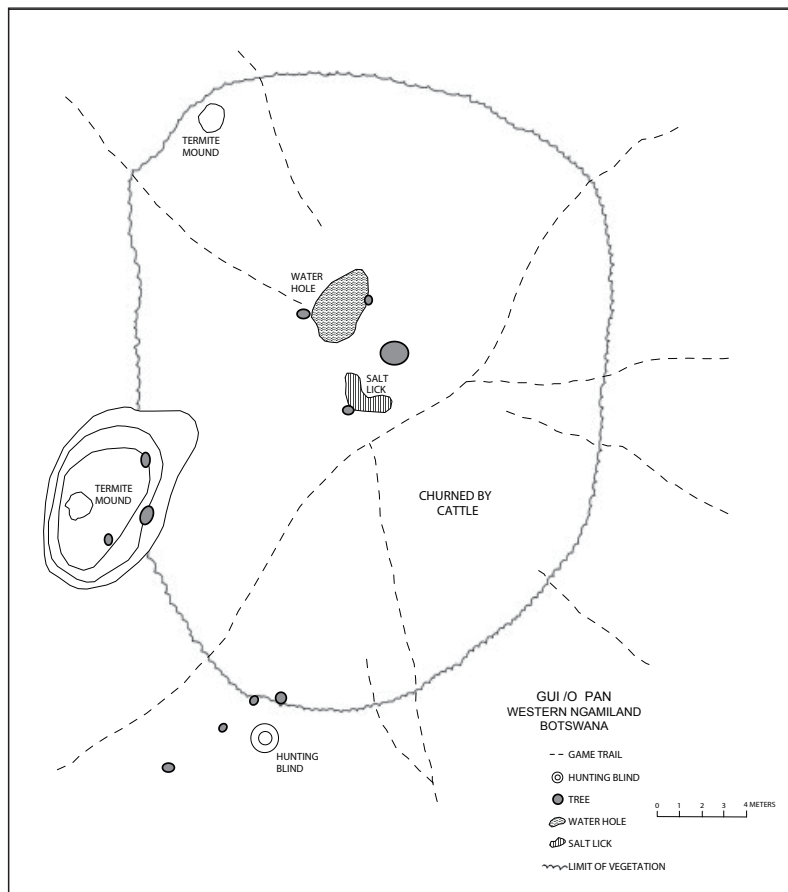 TERMITE
MOUND
WATER
HOLE
SALT
LICK
TERMITE
MOUND
CHURNED BY
CATTLE
HUNTING
BLIND
GUI /O PAN
WESTERN NGAMILAND
BOTSWANA
GAME TRAIL
HUNTING BLIND
TREE
WATER HOLE
SALT LICK
LIMIT OF VEGETATION
0 1 2 3 4 METERS